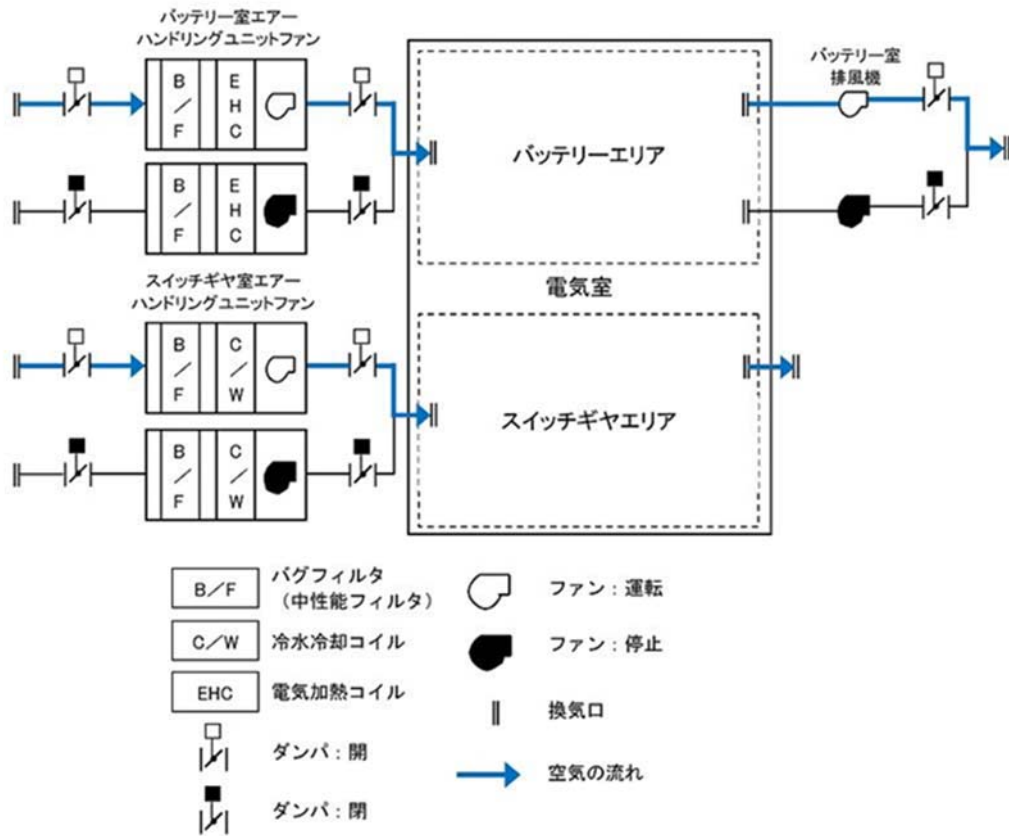 バッテリー室エアー
ハンドリングユニットファン
B/F
EHC
B/F
EHC
バッテリーエリア
バッテリー室
排風機
電気室
スイッチギヤ室エアー
ハンドリングユニットファン
B/F
C/W
B/F
C/W
スイッチギヤエリア
B/F
バグフィルタ
（中性能フィルタ）
ファン：運転
C/W
冷水冷却コイル
ファン：停止
EHC
電気加熱コイル
換気口
ダンパ：開
空気の流れ
ダンパ：閉